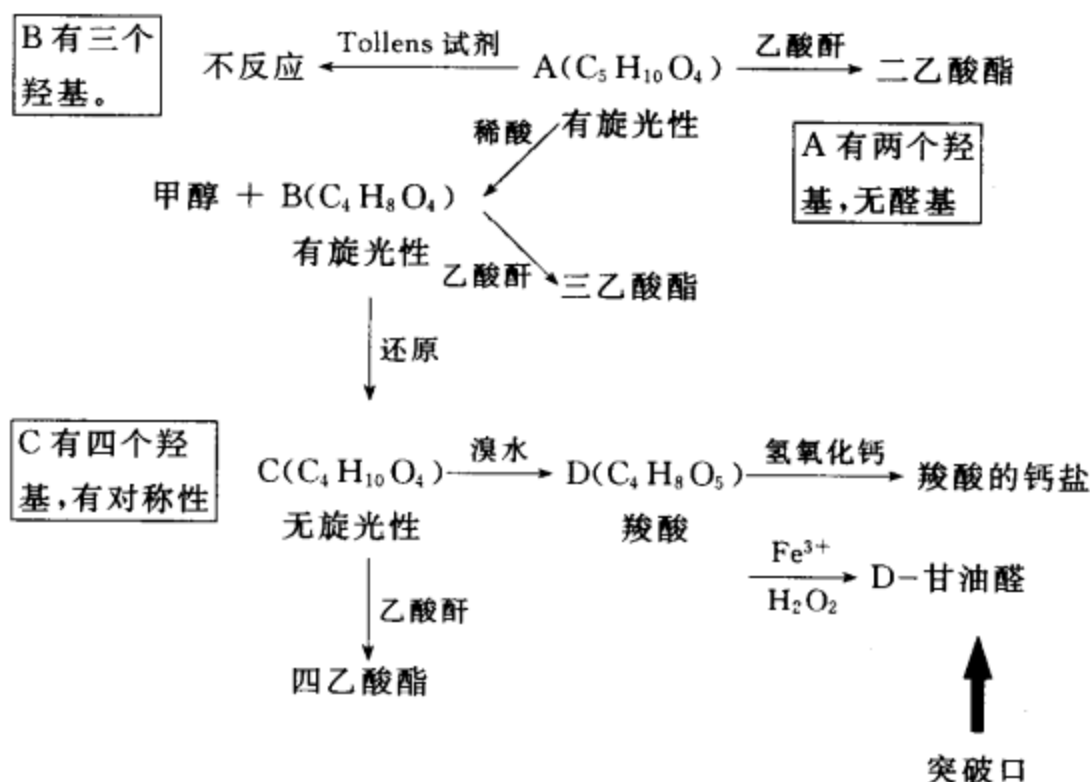 B 有三个
羟基。
不反应 Tollens 试剂 A(C₅H₁₀O₄) 乙酸酐 二乙酸酯
稀酸 有旋光性
A 有两个羟
基,无醛基
甲醇 + B(C₄H₈O₄)
有旋光性 乙酸酐 三乙酸酯
还原
C 有四个羟
基,有对称性
C(C₄H₁₀O₄) 溴水 D(C₄H₈O₅) 氢氧化钙 羧酸的钙盐
无旋光性 羧酸
Fe³⁺
H₂O₂ D-甘油醛
乙酸酐
四乙酸酯
突破口